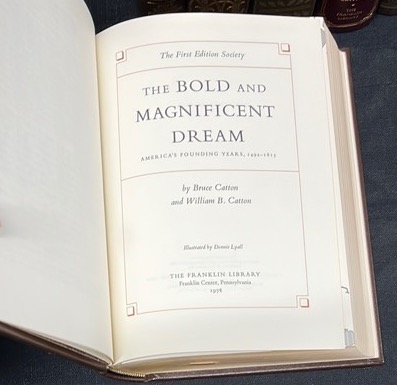 The First Edition Society
THE BOLD AND
MAGNIFICENT
DREAM
AMERICA'S FOUNDING YEARS, 1492-1815
by Bruce Catton
and William B. Catton
Illustrated by Dennis Lyall
THE FRANKLIN LIBRARY
Franklin Center, Pennsylvania
1978